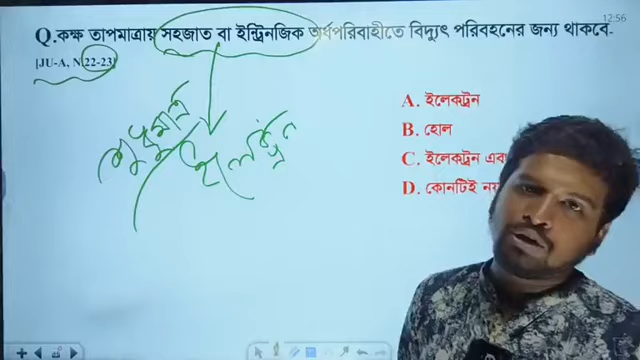 12:56
Q.কক্ষ তাপমাত্রায় সহজাত বা ইন্ট্রিনজিক অর্ধপরিবাহীতে বিদ্যুৎ পরিবহনের জন্য থাকবে-
[JU-A, N 22-23]
শুধুমাত্র
A. ইলেকট্রন
B. হোল
C. ইলেকট্রন এবং
D. কোনটিই নয়